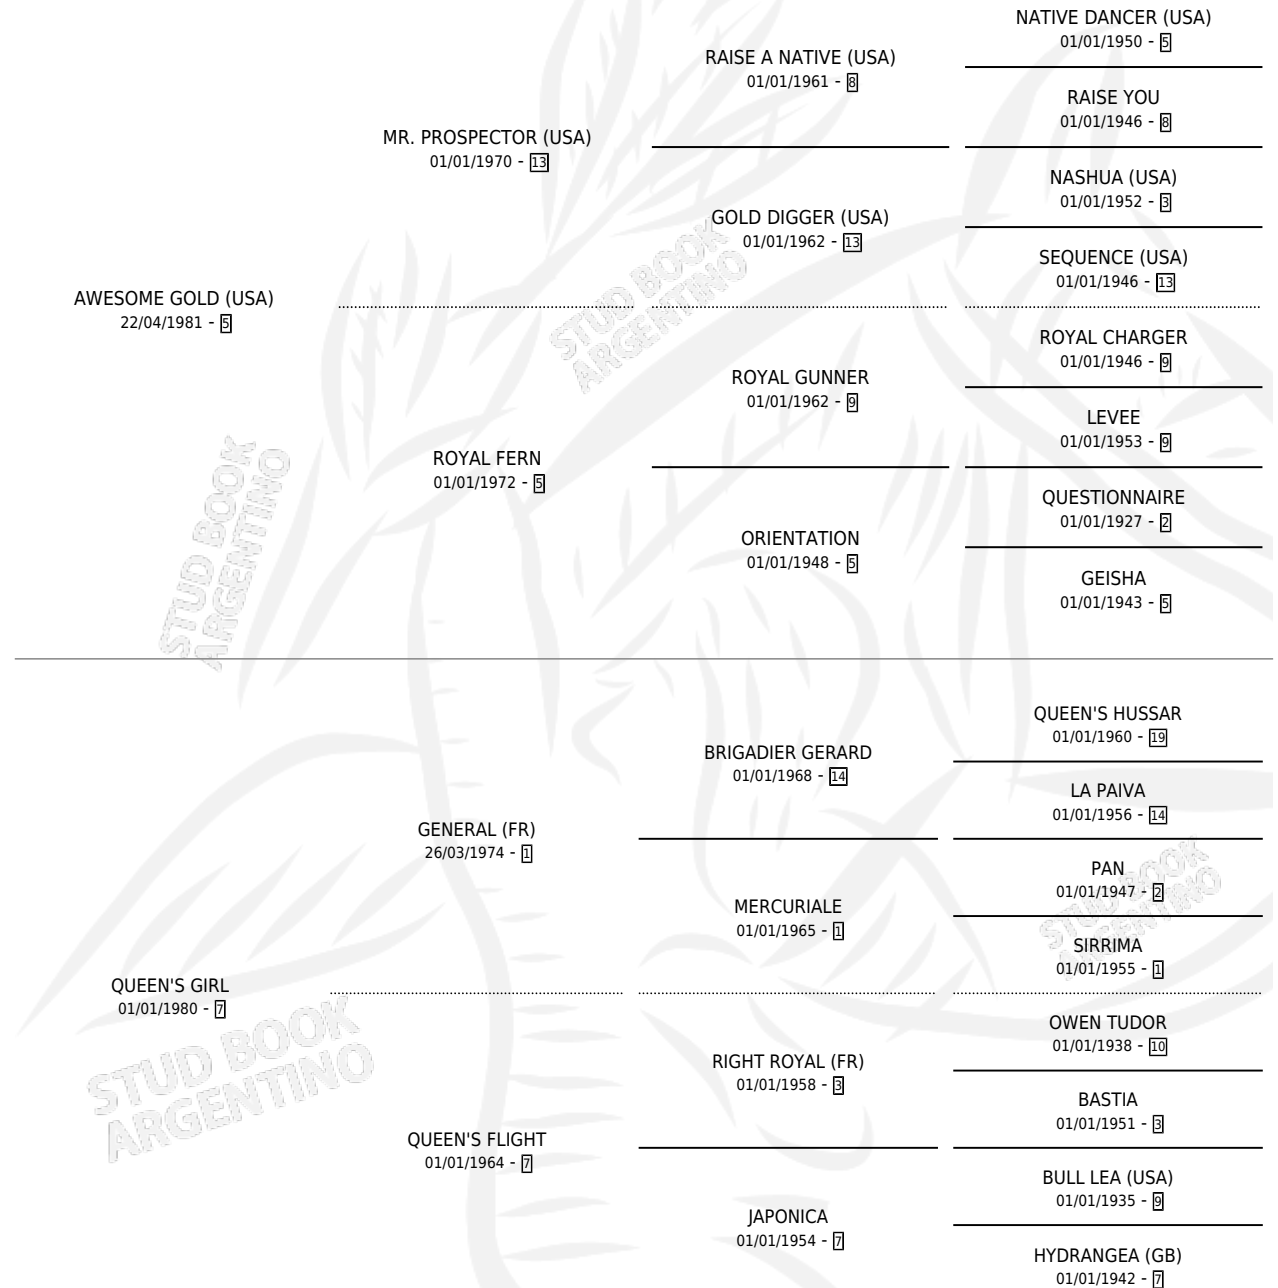 NATIVE DANCER (USA)
01/01/1950 - 5
RAISE A NATIVE (USA)
01/01/1961 - 8
RAISE YOU
01/01/1946 - 8
MR. PROSPECTOR (USA)
01/01/1970 - 13
NASHUA (USA)
01/01/1952 - 3
GOLD DIGGER (USA)
01/01/1962 - 13
SEQUENCE (USA)
01/01/1946 - 13
AWESOME GOLD (USA)
22/04/1981 - 5
STUD BOOK
ARGENTINO
ROYAL CHARGER
01/01/1946 - 9
ROYAL GUNNER
01/01/1962 - 9
LEVEE
01/01/1953 - 9
ROYAL FERN
01/01/1972 - 5
QUESTIONNAIRE
01/01/1927 - 2
ORIENTATION
01/01/1948 - 5
GEISHA
01/01/1943 - 5
STUD BOOK
ARGENTINO
QUEEN'S HUSSAR
01/01/1960 - 19
BRIGADIER GERARD
01/01/1968 - 14
LA PAIVA
01/01/1956 - 14
GENERAL (FR)
26/03/1974 - 1
PAN
01/01/1947 - 2
MERCURIALE
01/01/1965 - 1
SIRRIMA
01/01/1955 - 1
STUD BOOK
ARGENTINO
QUEEN'S GIRL
01/01/1980 - 7
OWEN TUDOR
01/01/1938 - 10
RIGHT ROYAL (FR)
01/01/1958 - 3
BASTIA
01/01/1951 - 3
STUD BOOK
ARGENTINO
QUEEN'S FLIGHT
01/01/1964 - 7
BULL LEA (USA)
01/01/1935 - 9
JAPONICA
01/01/1954 - 7
HYDRANGEA (GB)
01/01/1942 - 7